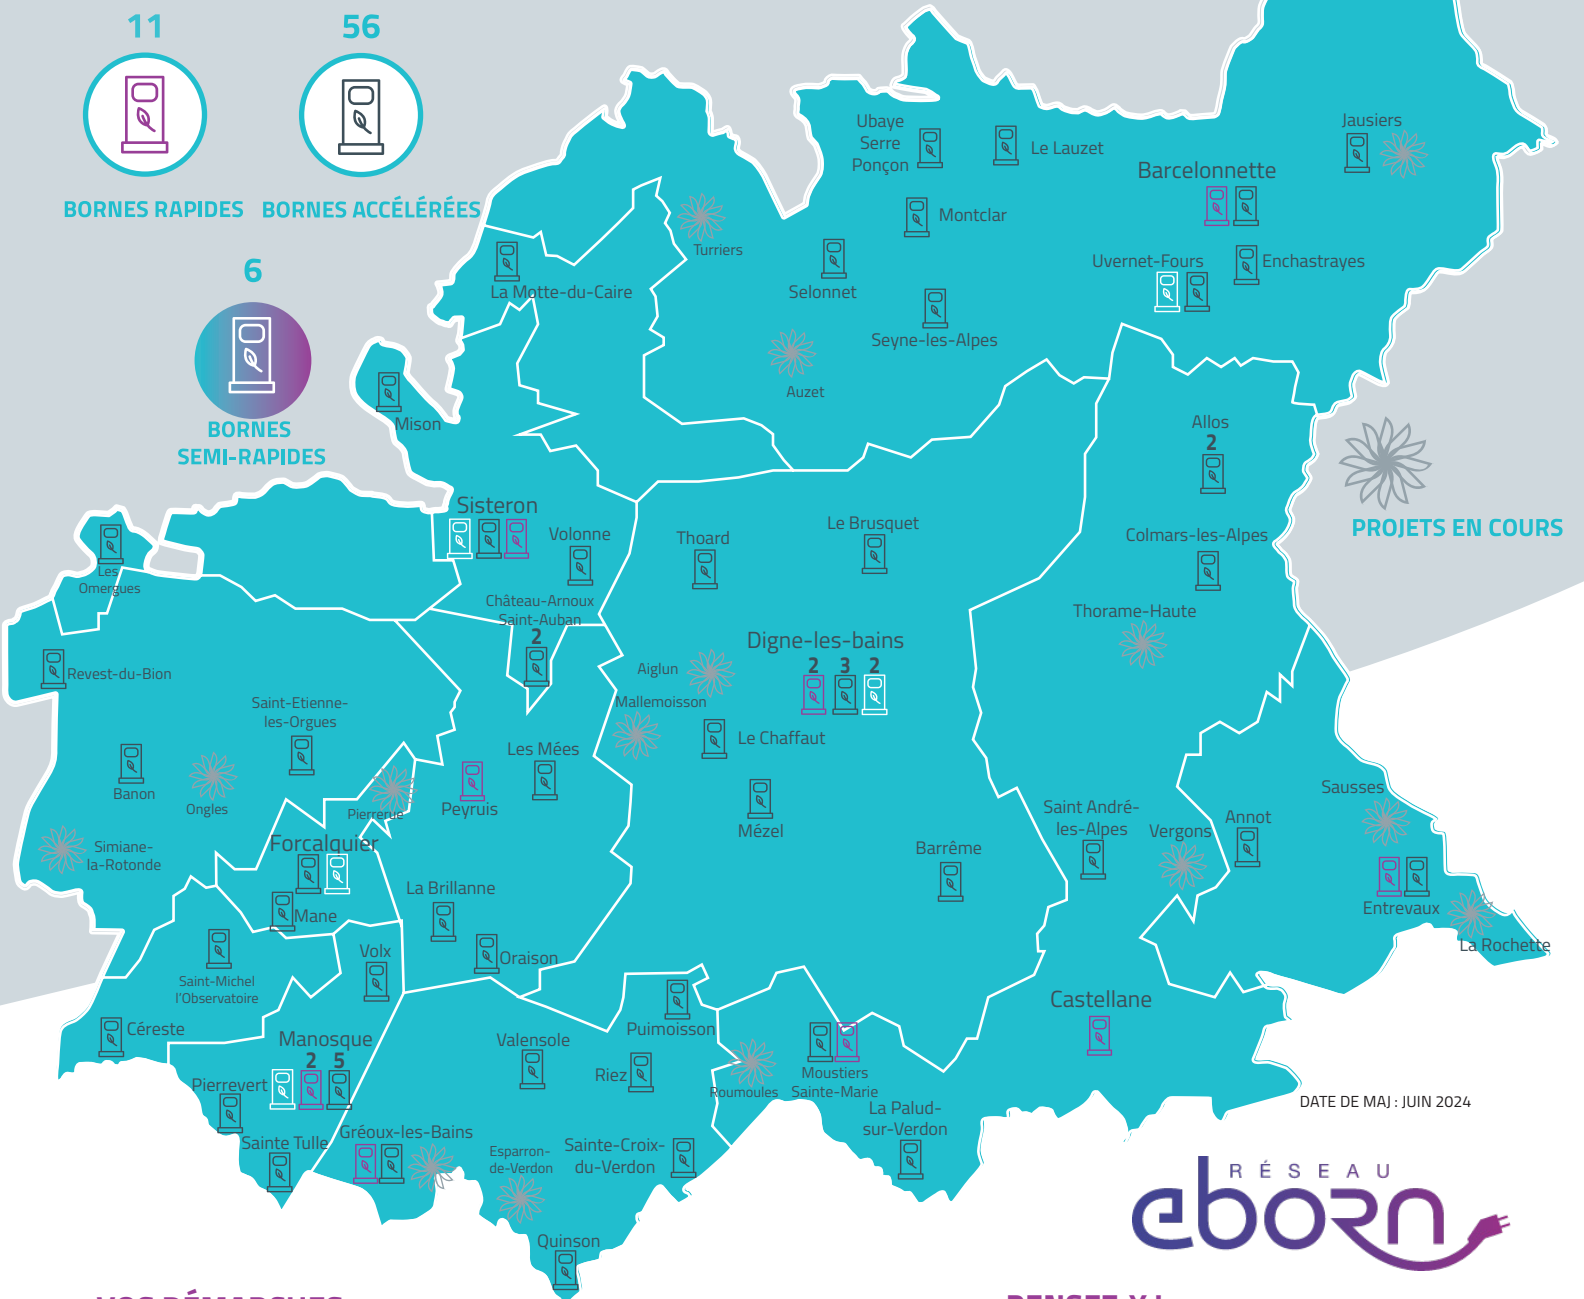 11
56
BORNES RAPIDES
BORNES ACCÉLÉRÉES
6
BORNES
SEMI-RAPIDES
Ubaye
Serre
Ponçon
Le Lauzet
Jausiers
Barcelonnette
Montclar
Turriers
Uvernet-Fours
Enchastrayes
La Motte-du-Caire
Selonnet
Seyne-les-Alpes
Auzet
Mison
Allos
2
PROJETS EN COURS
Sisteron
Volonne
Thoard
Le Brusquet
Colmars-les-Alpes
Les
Omergues
Château-Arnoux
Saint-Auban
2
Thorame-Haute
Digne-les-bains
2 3 2
Revest-du-Bion
Aiglun
Mallemoisson
Saint-Etienne-
les-Orgues
Le Chaffaut
Les Mées
Banon
Ongles
Pierrerue
Peyruis
Mézel
Sausses
Saint André-
les-Alpes
Vergons
Annot
Simiane-
la-Rotonde
Forcalquier
Barrême
La Brillanne
Mane
Entrevaux
La Rochette
Volx
Oraison
Saint-Michel
l'Observatoire
Castellane
Céreste
Puimoisson
Manosque
2 5
Valensole
Riez
Pierrevert
Roumoules
Moustiers
Sainte-Marie
DATE DE MAJ : JUIN 2024
La Palud-
sur-Verdon
Sainte Tulle
Gréoux-les-Bains
Esparron-
de-Verdon
Sainte-Croix-
du-Verdon
RÉSEAU
eborn
Quinson
VOS DÉMARCHES
PENSEZ-Y !